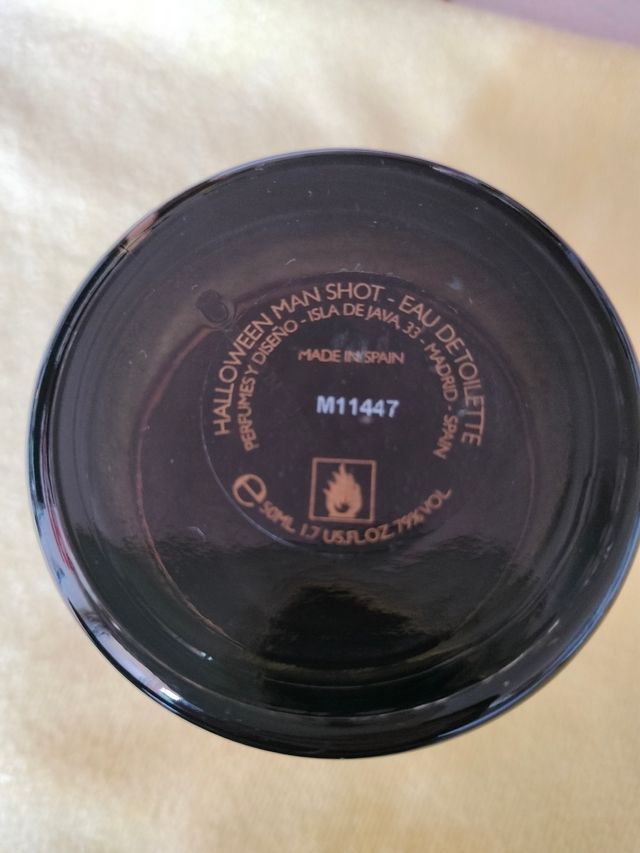 HALLOWEEN MAN SHOT - EAU DE TOILETTE
PERFUMES Y DISEÑO - ISLA DE JAVA, 33 - MADRID - SPAIN
MADE IN SPAIN
M11447
e 50ML 1.7 US.FL.OZ 79%VOL